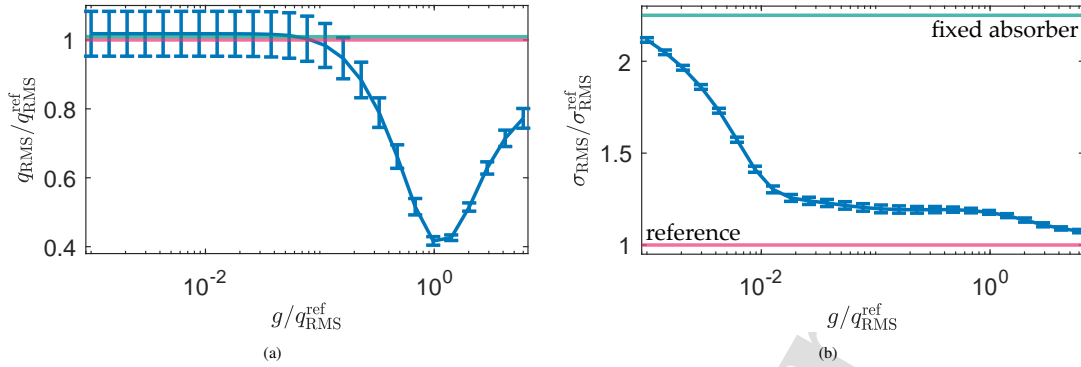 1
0.8
0.6
0.4
q_RMS/q_RMS^ref
10^-2
10^0
g/q_RMS^ref
(a)
fixed absorber
2
1.5
reference
1
σ_RMS/σ_RMS^ref
10^-2
10^0
g/q_RMS^ref
(b)